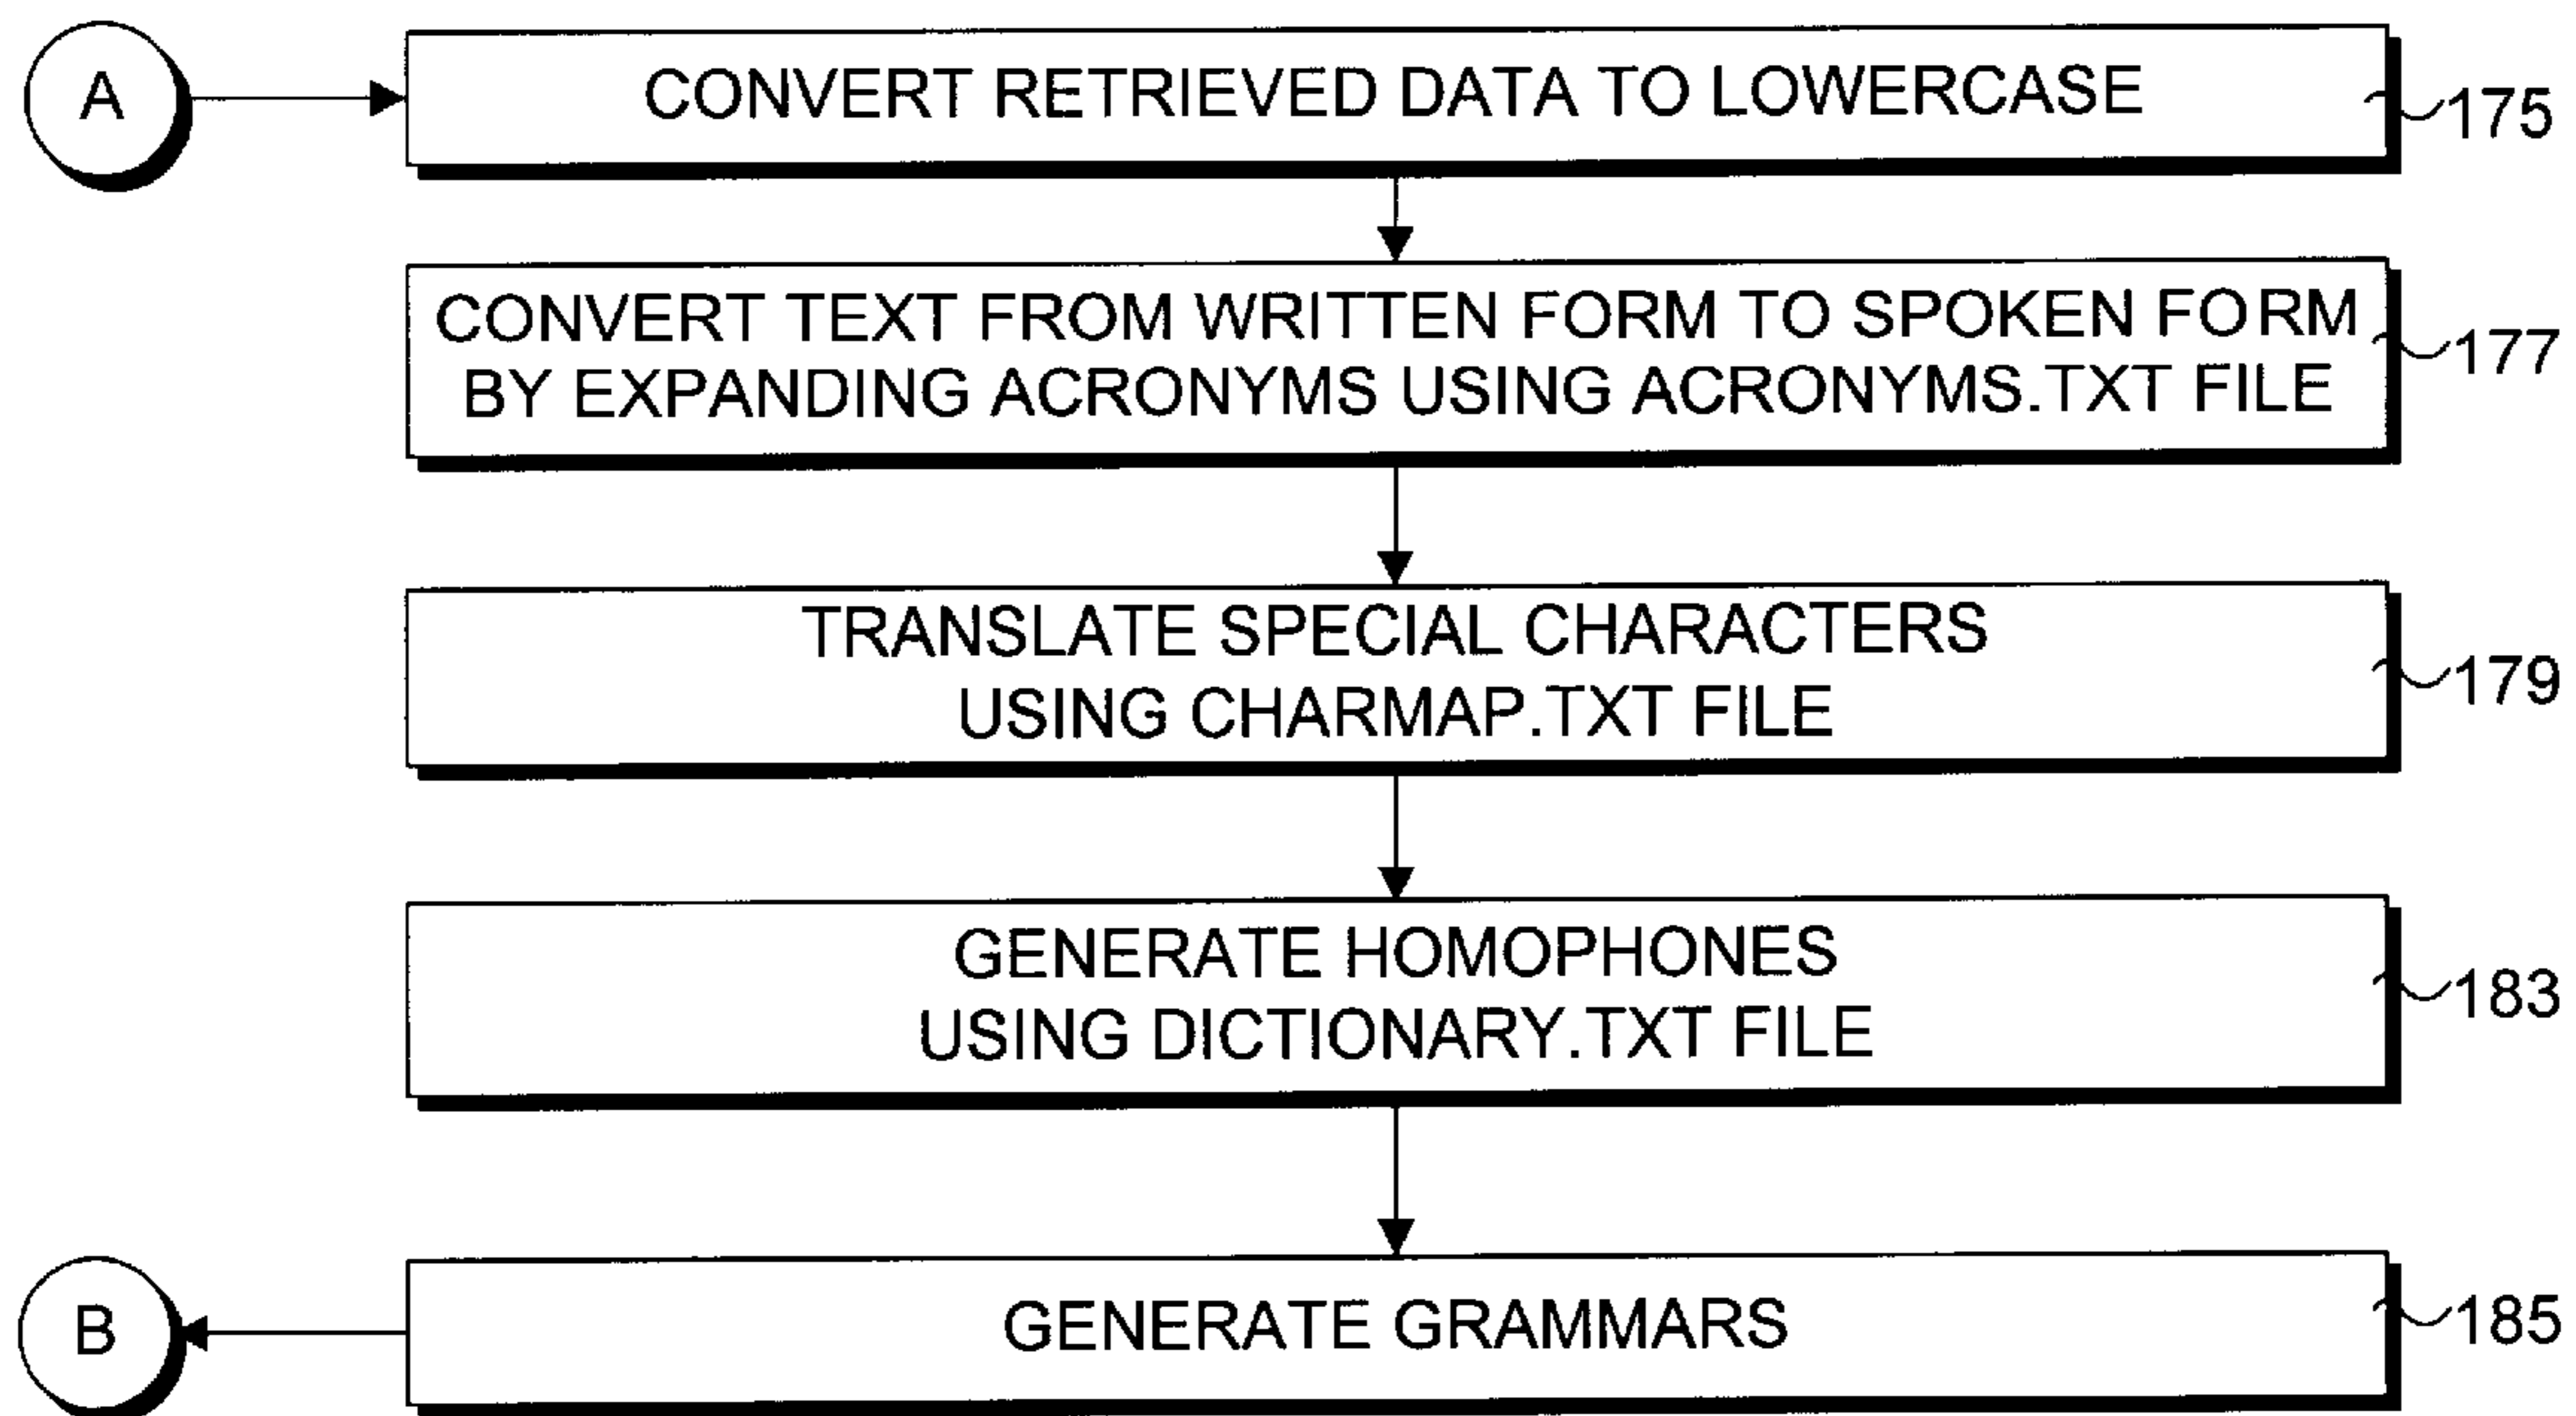 A
CONVERT RETRIEVED DATA TO LOWERCASE
175
CONVERT TEXT FROM WRITTEN FORM TO SPOKEN FORM
BY EXPANDING ACRONYMS USING ACRONYMS.TXT FILE
177
TRANSLATE SPECIAL CHARACTERS
USING CHARMAP.TXT FILE
179
GENERATE HOMOPHONES
USING DICTIONARY.TXT FILE
183
B
GENERATE GRAMMARS
185